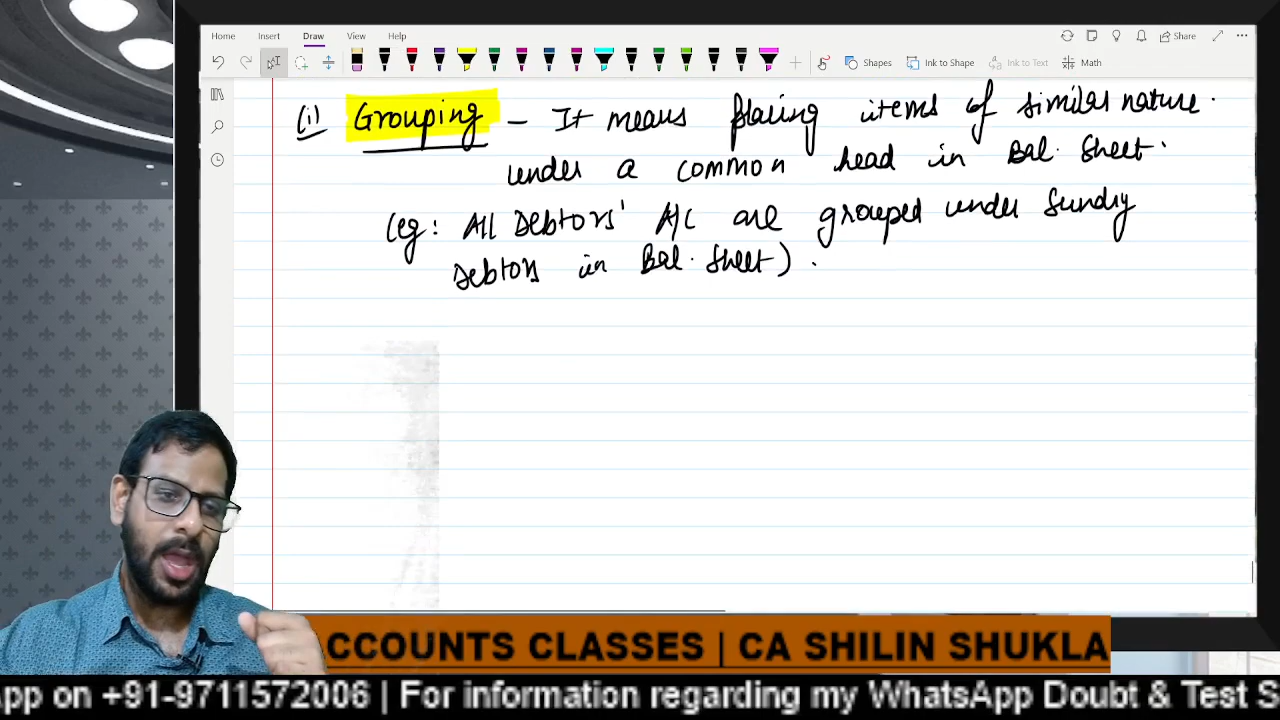 Home Insert Draw View Help Share
Shapes Ink to Shape Ink to Text Math
(i) Grouping – It means placing items of similar nature.
under a common head in Bal. Sheet.
(eg: All Debtors' A/C are grouped under Sundry
Debtors in Bal. Sheet).
CCOUNTS CLASSES | CA SHILIN SHUKLA
App on +91-9711572006 | For information regarding my WhatsApp Doubt & Test S